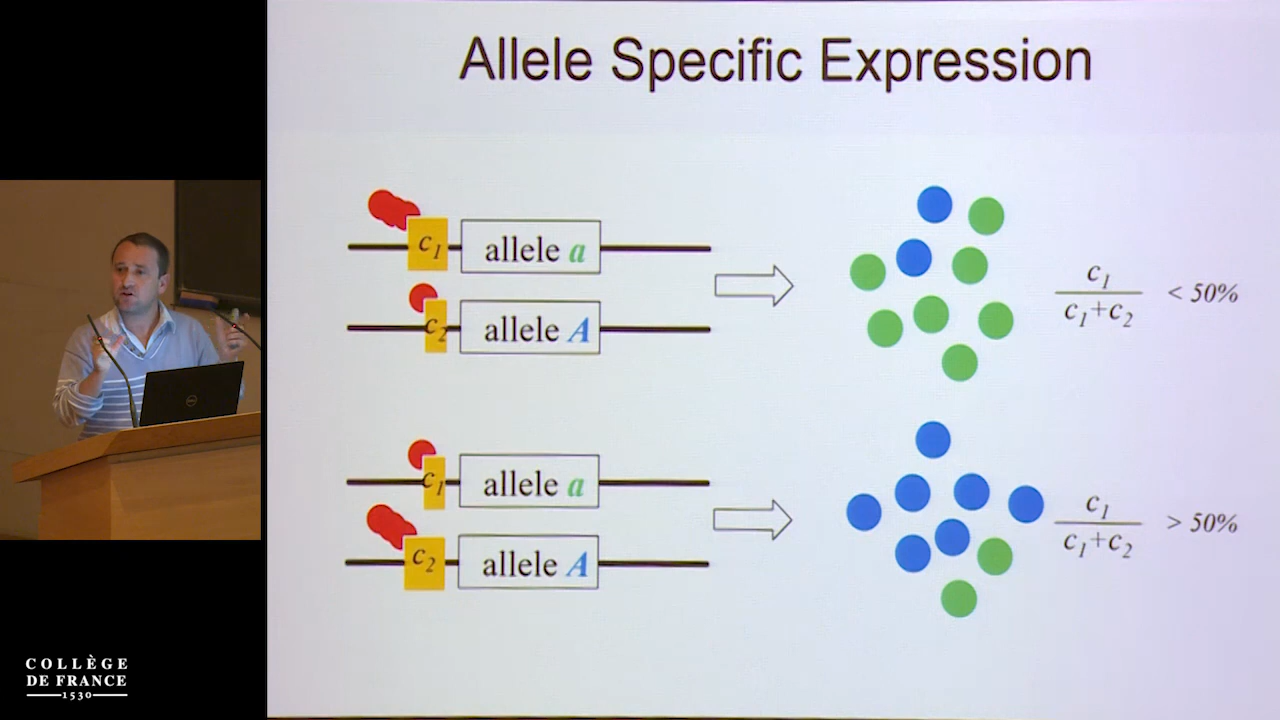 Allele Specific Expression
c1 allele a
c2 allele A
c1
c1+c2
< 50%
c1 allele a
c2 allele A
c1
c1+c2
> 50%
COLLÈGE
DE FRANCE
1530